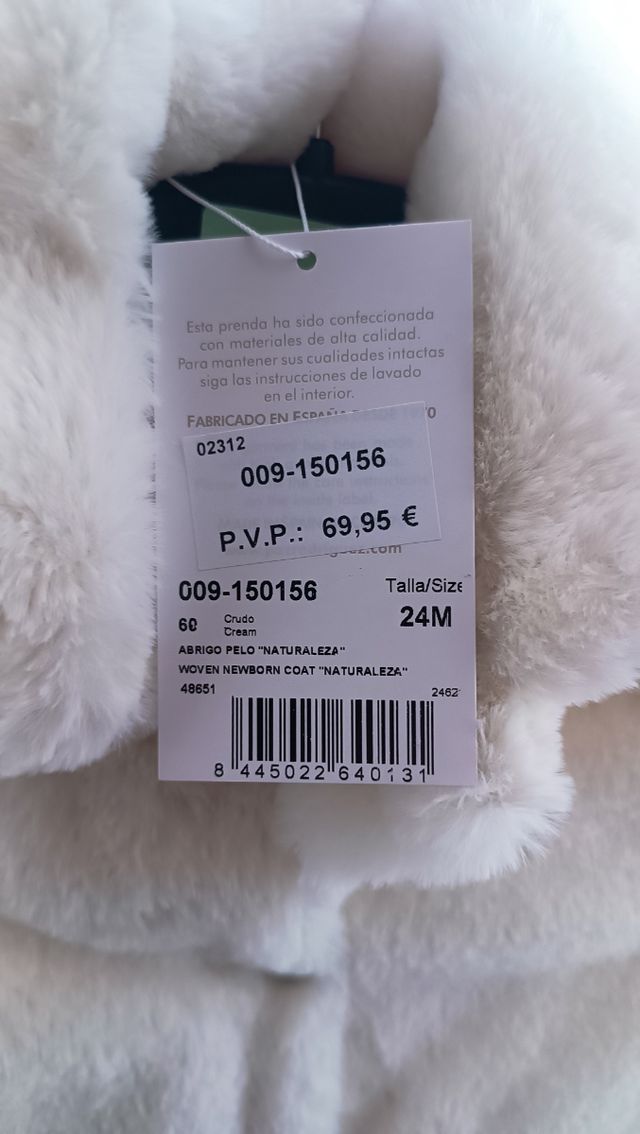 Esta prenda ha sido confeccionada
con materiales de alta calidad.
Para mantener sus cualidades intactas
siga las instrucciones de lavado
en el interior.
FABRICADO EN ESPAÑA
02312
009-150156
P.V.P.: 69,95 €
009-150156
Talla/Size
60
Crudo
Cream
24M
ABRIGO PELO "NATURALEZA"
WOVEN NEWBORN COAT "NATURALEZA"
48651
2462
8 445022 640131